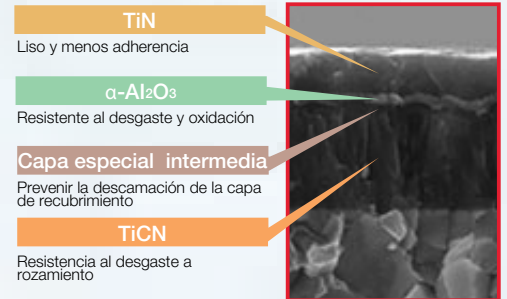 TiN
Liso y menos adherencia
α-Al₂O₃
Resistente al desgaste y oxidación
Capa especial intermedia
Prevenir la descamación de la capa
de recubrimiento
TiCN
Resistencia al desgaste a
rozamiento